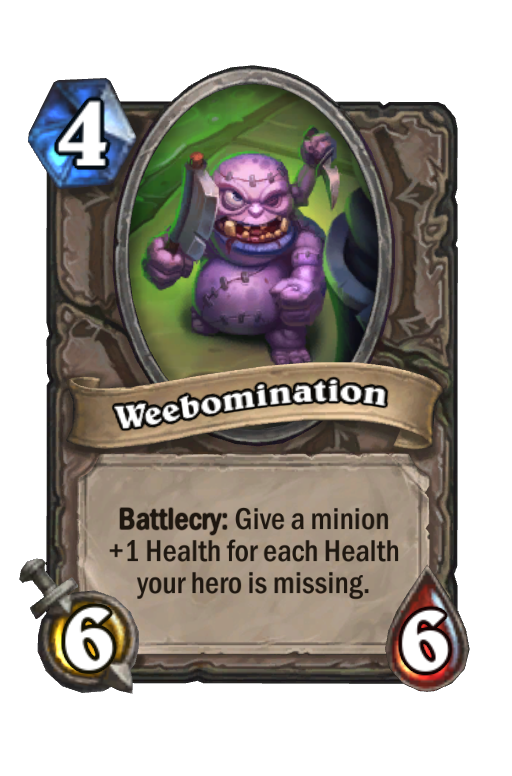 4
Weebomination
Battlecry: Give a minion
+1 Health for each Health
your hero is missing.
6
6